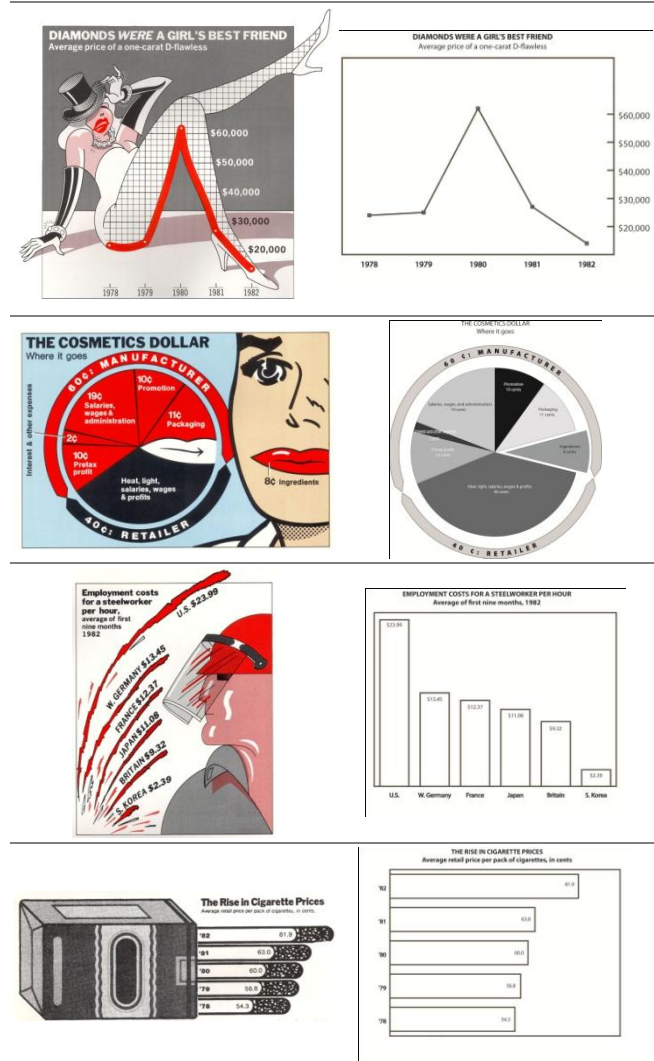 DIAMONDS WERE A GIRL'S BEST FRIEND
Average price of a one-carat D-flawless
$60,000
$50,000
$40,000
$30,000
$20,000
1978 1979 1980 1981 1982
DIAMONDS WERE A GIRL'S BEST FRIEND
Average price of a one-carat D-flawless
$60,000
$50,000
$40,000
$30,000
$20,000
1978 1979 1980 1981 1982
THE COSMETICS DOLLAR
Where it goes
60¢: MANUFACTURER
10¢
Promotion
19¢
Salaries,
wages &
administration
11¢
Packaging
2¢
Interest & other expenses
10¢
Pretax
profit
Heat, light,
salaries, wages
& profits
8¢ Ingredients
40¢: RETAILER
THE COSMETICS DOLLAR
Where it goes
60 ¢: MANUFACTURER
Promotion
10 cents
Salaries, wages, and administration
19 cents
Packaging
11 cents
Ingredients
8 cents
Heat, light, salaries, wages & profits
40 ¢: RETAILER
Employment costs
for a steelworker
per hour,
average of first
nine months
1982
U.S. $23.99
W. GERMANY $13.45
FRANCE $12.37
JAPAN $11.08
BRITAIN $9.32
S. KOREA $2.39
EMPLOYMENT COSTS FOR A STEELWORKER PER HOUR
Average of first nine months, 1982
$23.99
$13.45
$12.37
$11.08
$9.32
$2.39
U.S. W. Germany France Japan Britain S. Korea
The Rise in Cigarette Prices
Average retail price per pack of cigarettes, in cents.
'82 81.9
'81 63.0
'80 60.0
'79 56.8
'78 54.3
THE RISE IN CIGARETTE PRICES
Average retail price per pack of cigarettes, in cents
'82 81.9
'81 63.0
'80 60.0
'79 56.8
'78 54.3